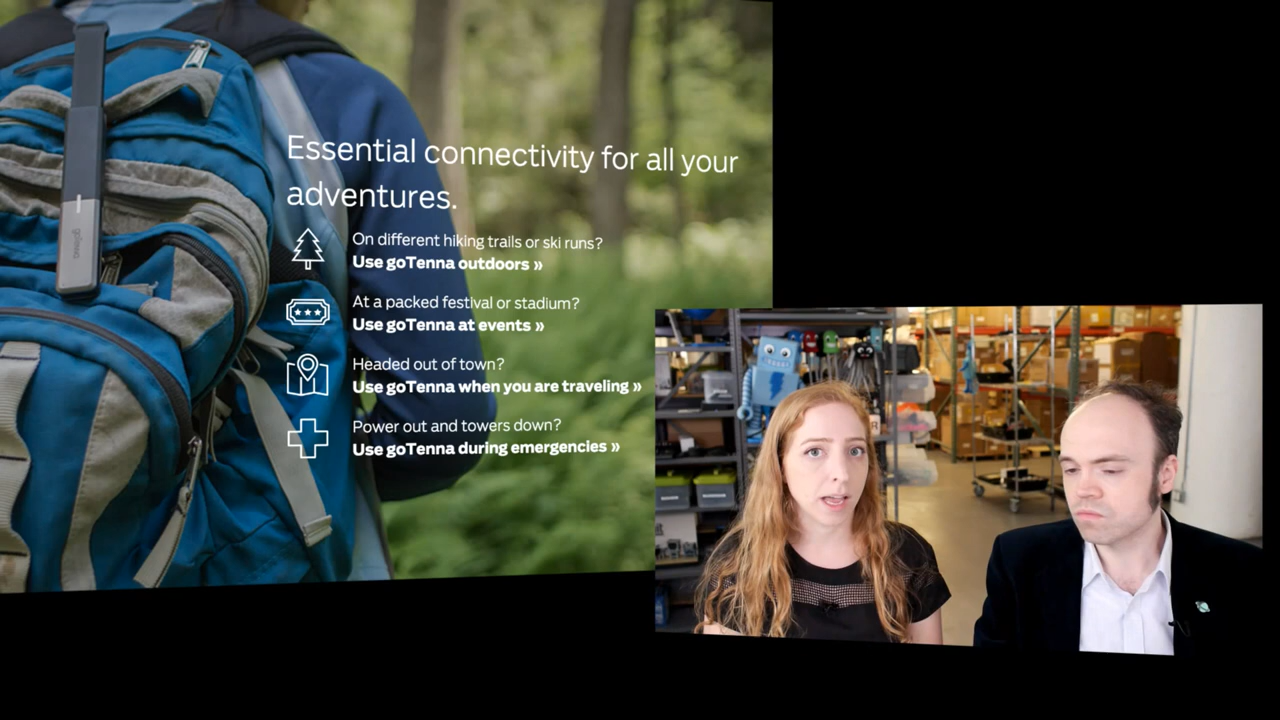 Essential connectivity for all your
adventures.
On different hiking trails or ski runs?
Use goTenna outdoors »
At a packed festival or stadium?
Use goTenna at events »
Headed out of town?
Use goTenna when you are traveling »
Power out and towers down?
Use goTenna during emergencies »
goTenna